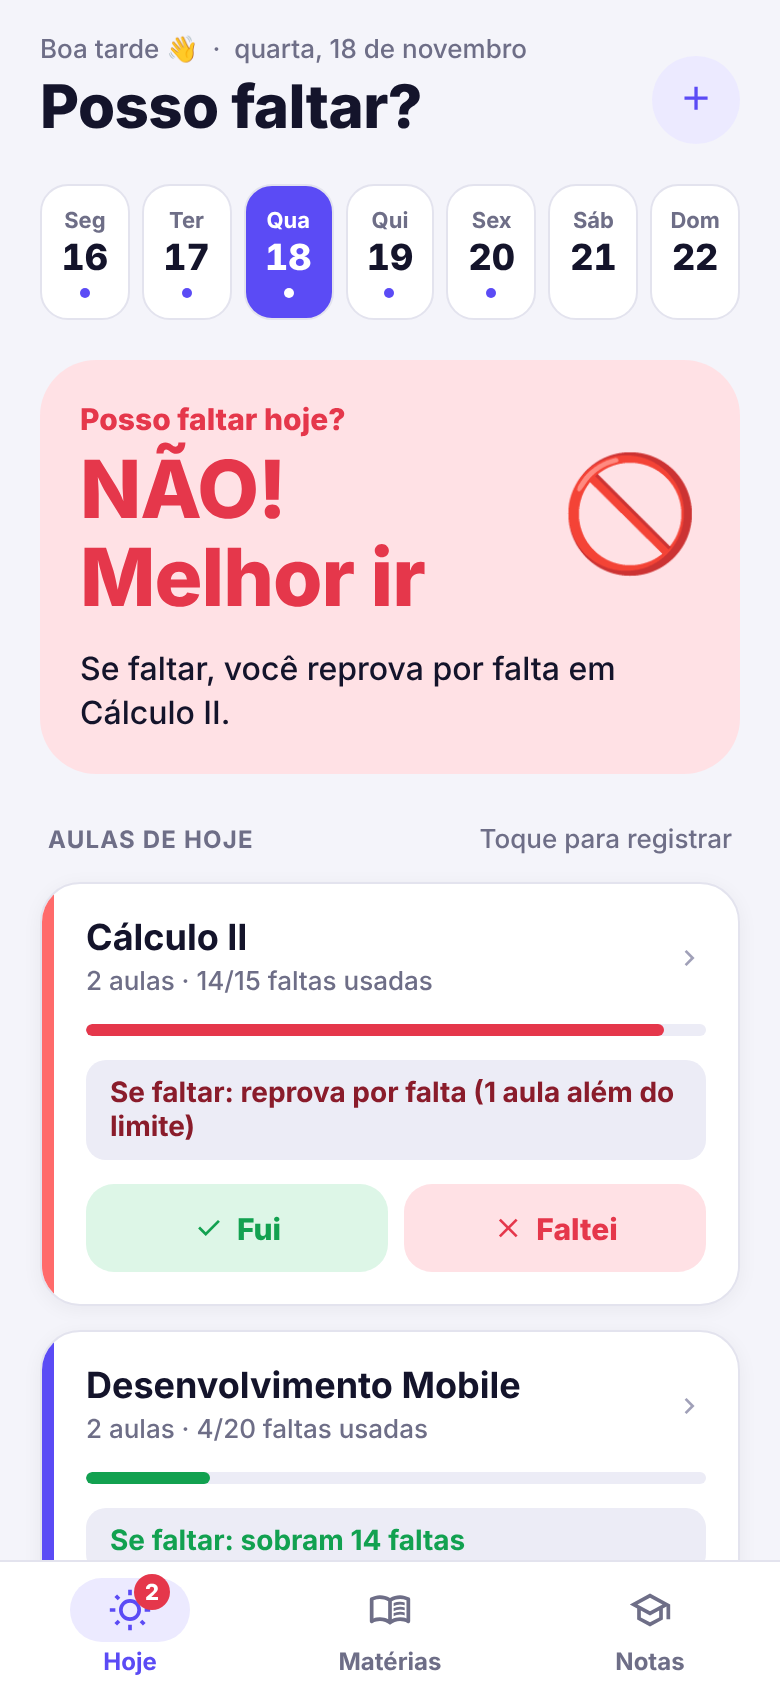 Boa tarde 👋 · quarta, 18 de novembro
Posso faltar?
+
Seg Ter Qua Qui Sex Sáb Dom
16 17 18 19 20 21 22
Posso faltar hoje?
NÃO!
Melhor ir
Se faltar, você reprova por falta em
Cálculo II.
AULAS DE HOJE Toque para registrar
Cálculo II
2 aulas · 14/15 faltas usadas
Se faltar: reprova por falta (1 aula além do
limite)
Fui Faltei
Desenvolvimento Mobile
2 aulas · 4/20 faltas usadas
Se faltar: sobram 14 faltas
2
Hoje Matérias Notas